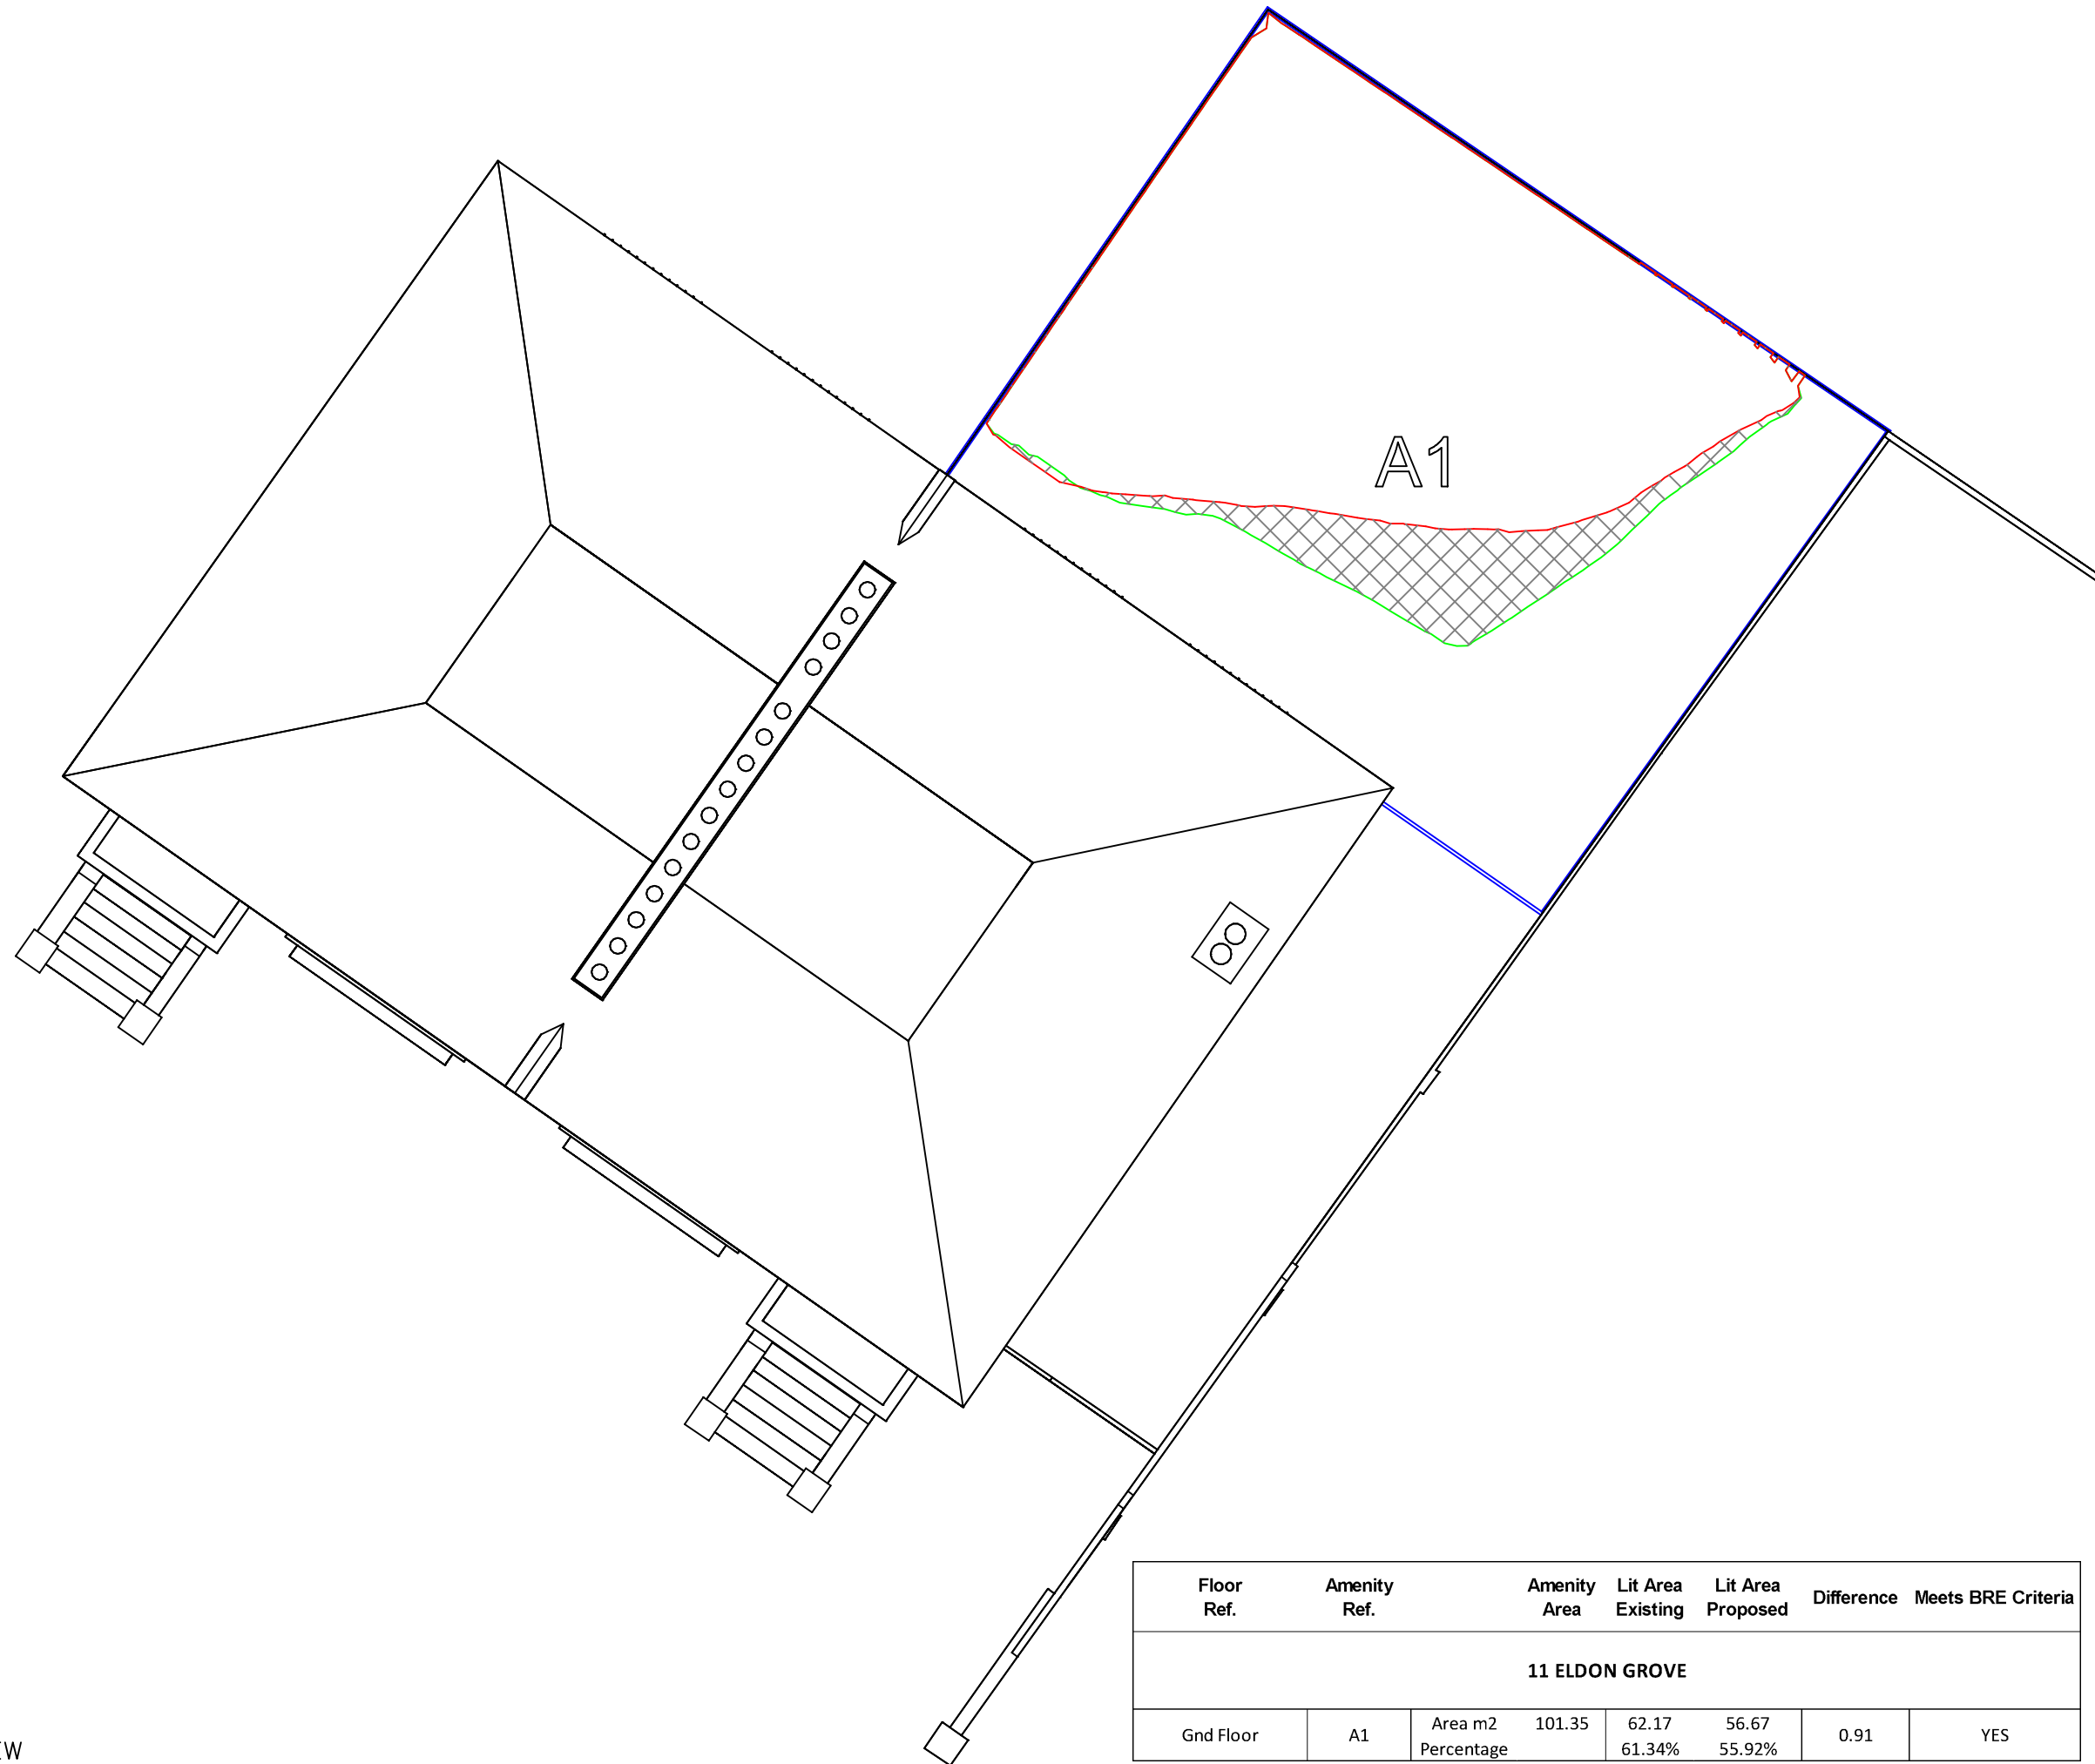 A1
Floor Ref. Amenity Ref. Amenity Area Lit Area Existing Lit Area Proposed Difference Meets BRE Criteria
11 ELDON GROVE
Gnd Floor A1 Area m2 101.35 62.17 56.67 0.91 YES
Percentage 61.34% 55.92%